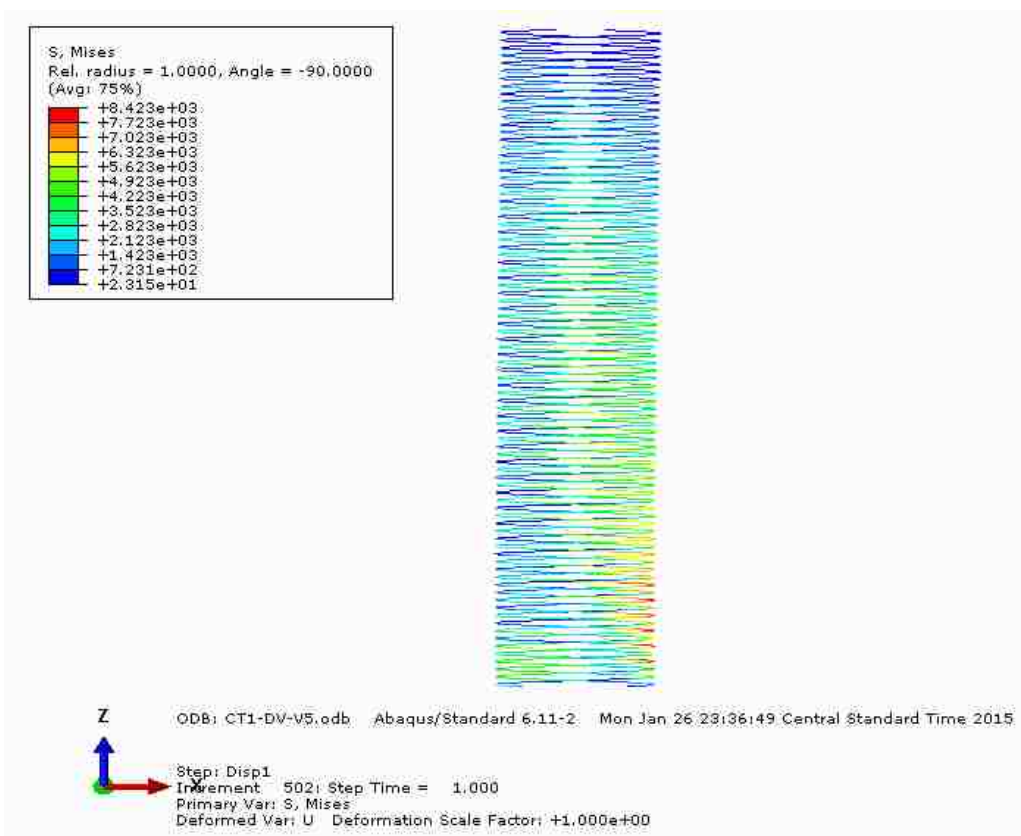 S, Mises
Rel. radius = 1.0000, Angle = -90.0000
(Avg: 75%)
+8.423e+03
+7.723e+03
+7.023e+03
+6.323e+03
+5.623e+03
+4.923e+03
+4.223e+03
+3.523e+03
+2.823e+03
+2.123e+03
+1.423e+03
+7.231e+02
+2.315e+01
Z
X
ODB: CT1-DV-V5.odb Abaqus/Standard 6.11-2 Mon Jan 26 23:36:49 Central Standard Time 2015
Step: Disp1
Increment 502: Step Time = 1.000
Primary Var: S, Mises
Deformed Var: U Deformation Scale Factor: +1.000e+00